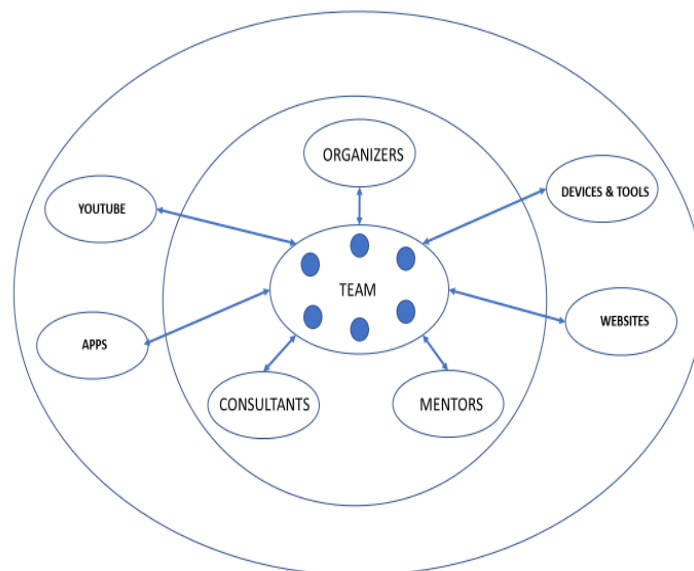 ORGANIZERS
DEVICES & TOOLS
YOUTUBE
TEAM
WEBSITES
APPS
CONSULTANTS
MENTORS